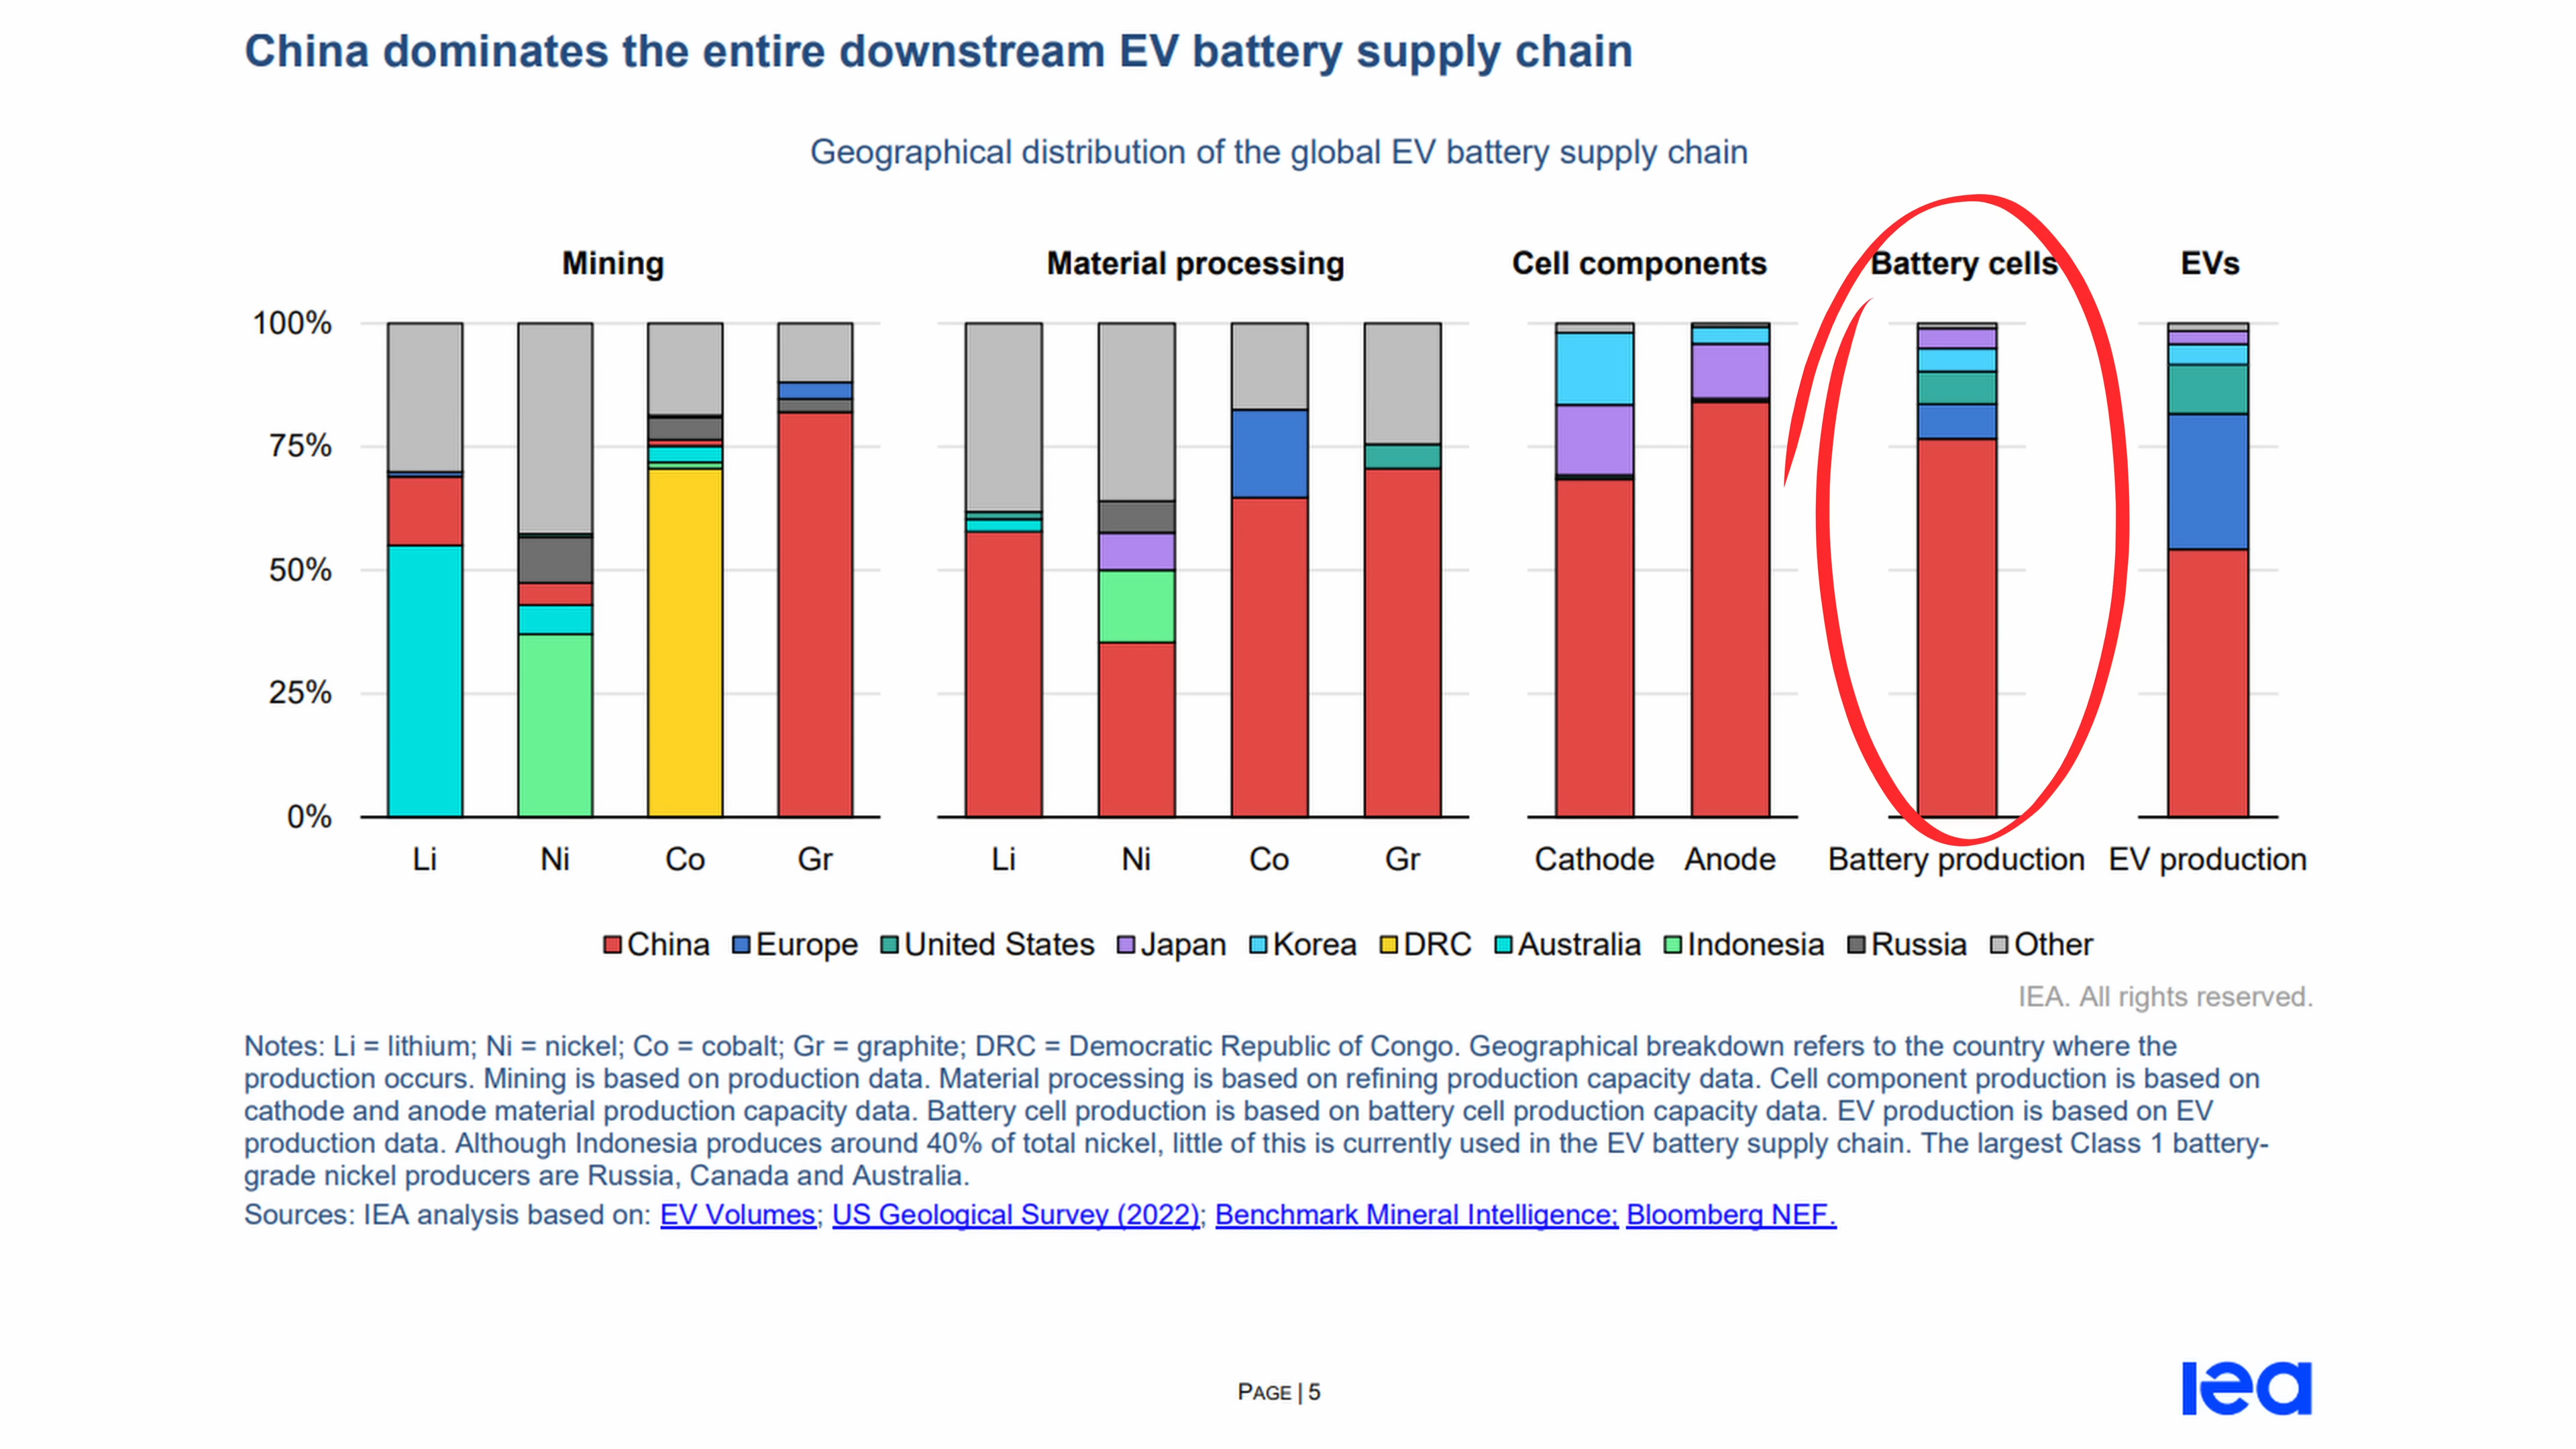 China dominates the entire downstream EV battery supply chain
Geographical distribution of the global EV battery supply chain
Mining
Material processing
Cell components
Battery cells
EVs
100%
75%
50%
25%
0%
Li Ni Co Gr
Li Ni Co Gr
Cathode Anode
Battery production
EV production
China Europe United States Japan Korea DRC Australia Indonesia Russia Other
IEA. All rights reserved.
Notes: Li = lithium; Ni = nickel; Co = cobalt; Gr = graphite; DRC = Democratic Republic of Congo. Geographical breakdown refers to the country where the
production occurs. Mining is based on production data. Material processing is based on refining production capacity data. Cell component production is based on
cathode and anode material production capacity data. Battery cell production is based on battery cell production capacity data. EV production is based on EV
production data. Although Indonesia produces around 40% of total nickel, little of this is currently used in the EV battery supply chain. The largest Class 1 battery-
grade nickel producers are Russia, Canada and Australia.
Sources: IEA analysis based on: EV Volumes; US Geological Survey (2022); Benchmark Mineral Intelligence; Bloomberg NEF.
PAGE | 5
iea